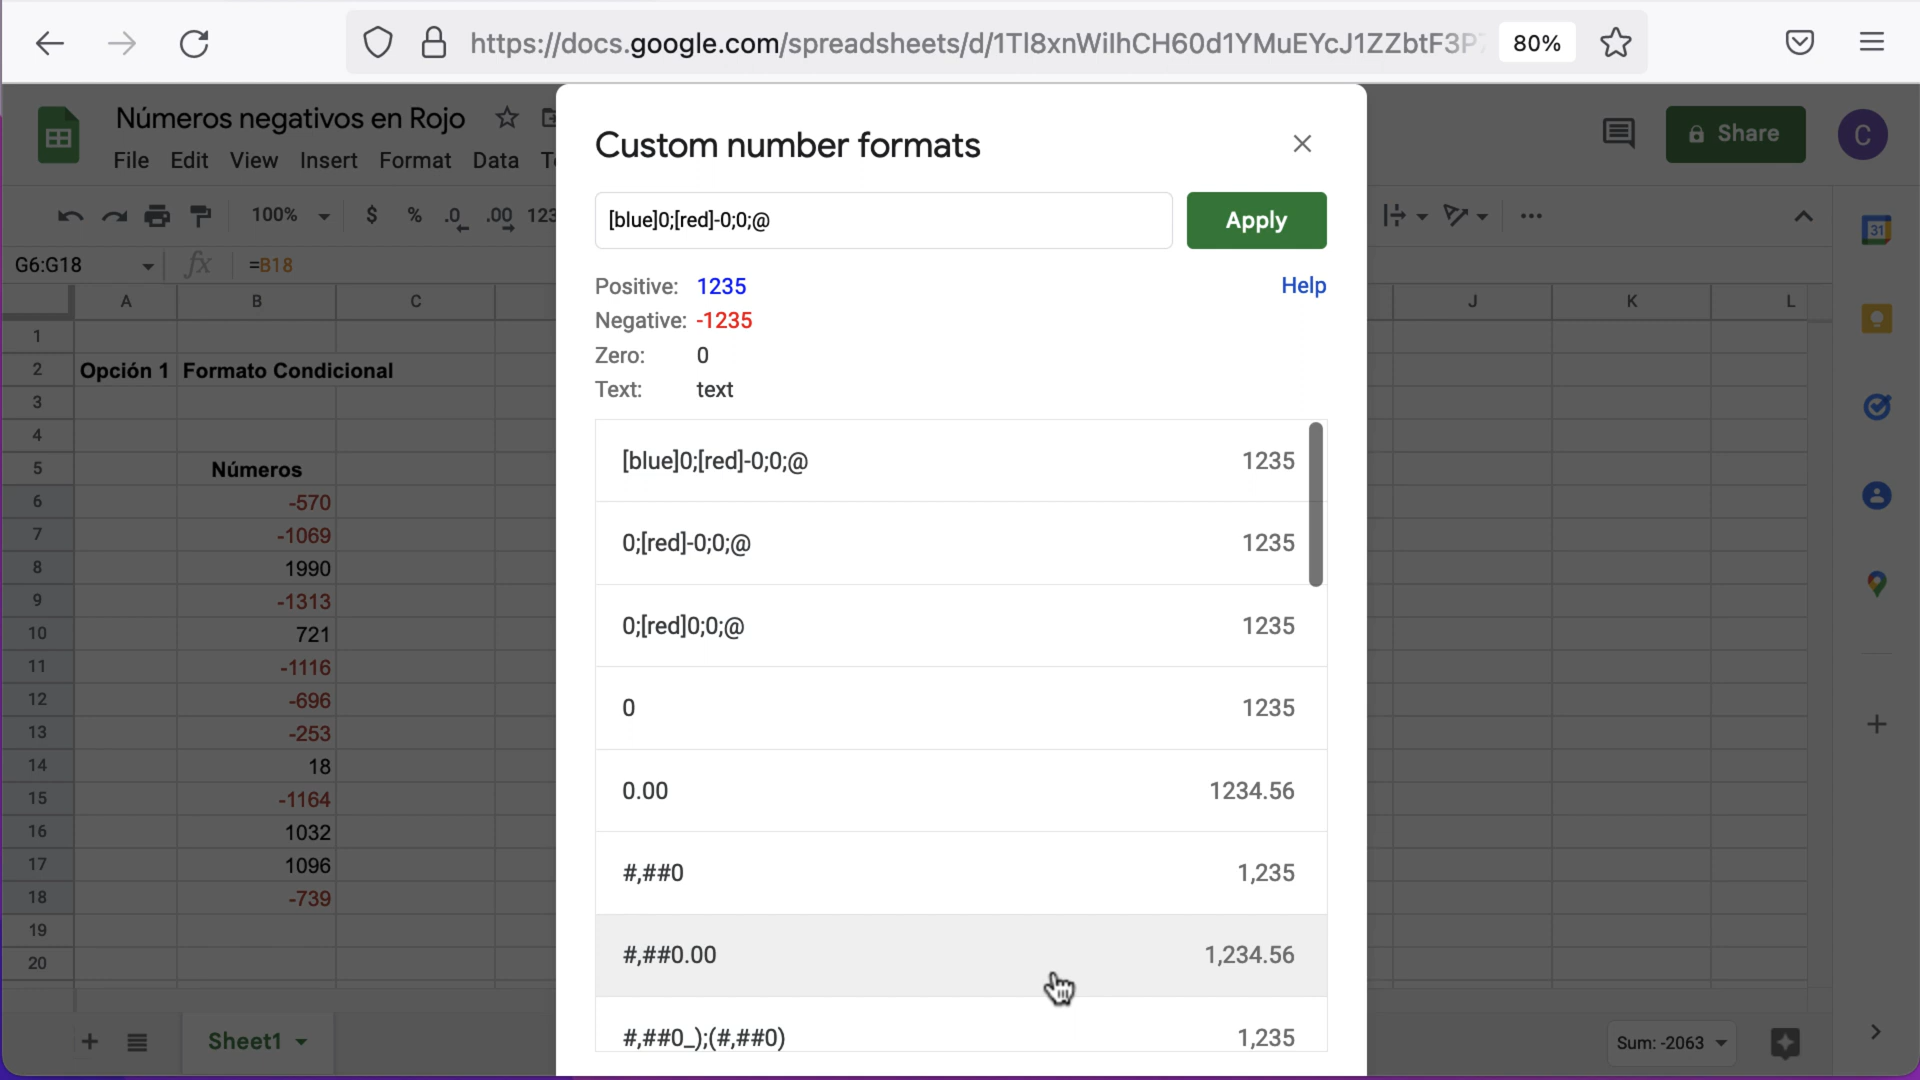 https://docs.google.com/spreadsheets/d/1Tl8xnWilhCH60d1YMuEYcJ1ZZbtF3P7
80%
Números negativos en Rojo
File Edit View Insert Format Data T
Share
C
100% $ % .0 .00 123
G6:G18
fx
=B18
A B C J K L
31
Custom number formats
[blue]0;[red]-0;0;@
Apply
Positive: 1235
Help
Negative: -1235
Zero: 0
Text: text
[blue]0;[red]-0;0;@ 1235
0;[red]-0;0;@ 1235
0;[red]0;0;@ 1235
0 1235
0.00 1234.56
#,##0 1,235
#,##0.00 1,234.56
#,##0_);(#,##0) 1,235
1
2 Opción 1 Formato Condicional
3
4
5 Números
6 -570
7 -1069
8 1990
9 -1313
10 721
11 -1116
12 -696
13 -253
14 18
15 -1164
16 1032
17 1096
18 -739
19
20
Sheet1
Sum: -2063